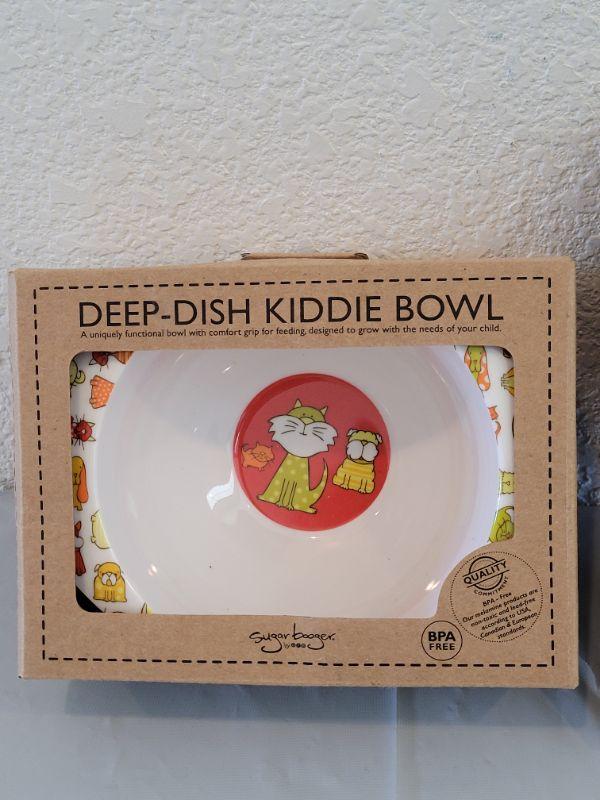 DEEP-DISH KIDDIE BOWL
A uniquely functional bowl with comfort grip for feeding, designed to grow with the needs of your child.
QUALITY
COMMITMENT
BPA - Free
Our melamine products are
non-toxic and lead-free
according to USA,
Canadian & European
standards.
sugar booger.
by
BPA
FREE